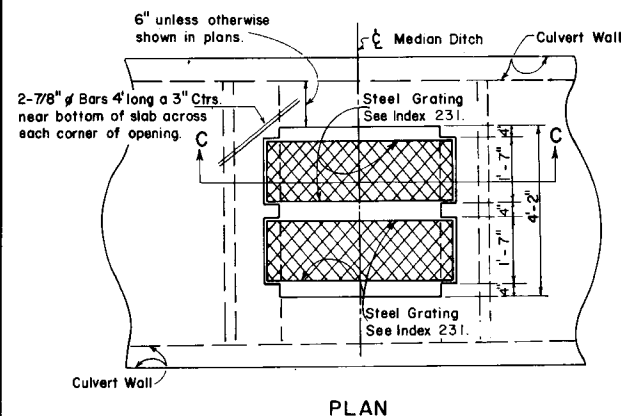 6" unless otherwise
shown in plans.
℄ Median Ditch
Culvert Wall
2-7/8" ø Bars 4' long a 3" Ctrs.
near bottom of slab across
each corner of opening.
Steel Grating
See Index 231.
C
C
4"
1'-7"
4"
4'-2"
1'-7"
4"
Steel Grating
See Index 231.
Culvert Wall
PLAN